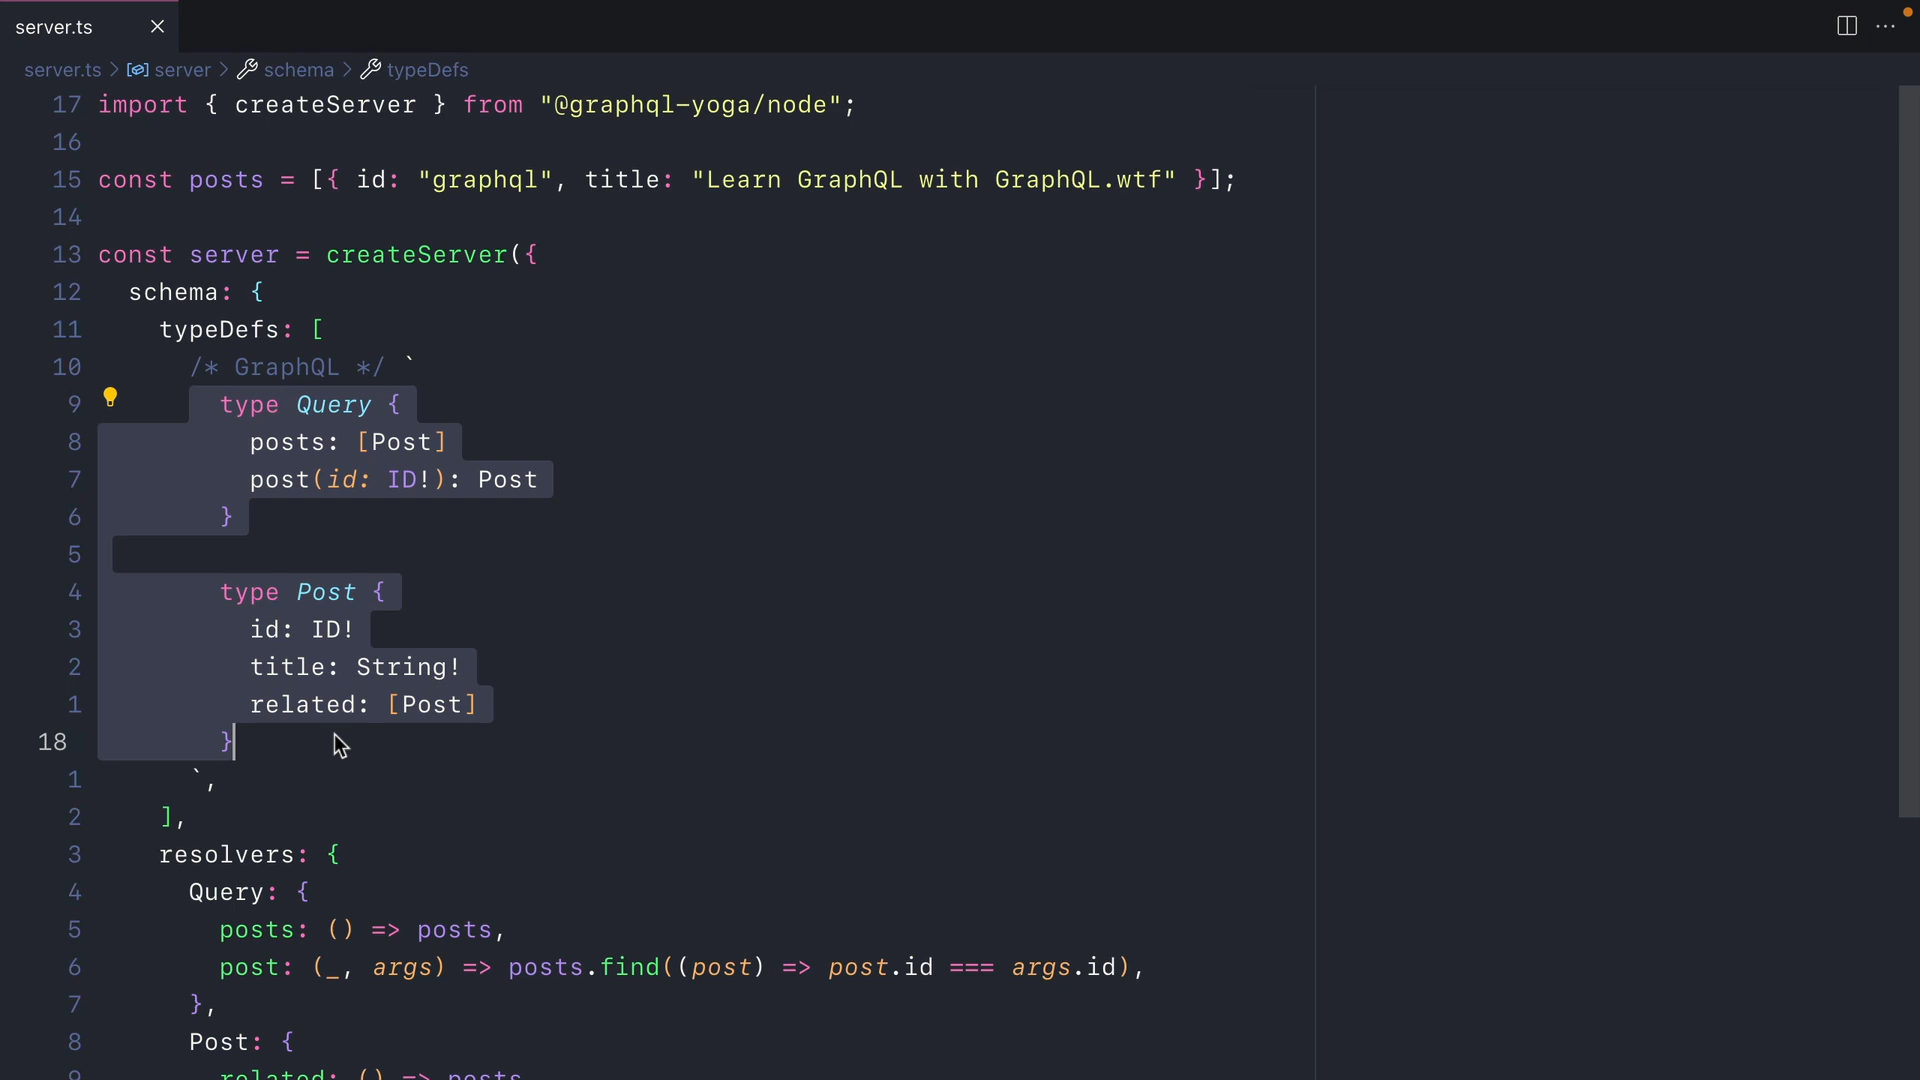 server.ts
server.ts > server > schema > typeDefs
17 import { createServer } from "@graphql-yoga/node";
16
15 const posts = [{ id: "graphql", title: "Learn GraphQL with GraphQL.wtf" }];
14
13 const server = createServer({
12   schema: {
11     typeDefs: [
10       /* GraphQL */ `
9         type Query {
8           posts: [Post]
7           post(id: ID!): Post
6         }
5
4         type Post {
3           id: ID!
2           title: String!
1           related: [Post]
18         }
1       `,
2     ],
3     resolvers: {
4       Query: {
5         posts: () => posts,
6         post: (_, args) => posts.find((post) => post.id === args.id),
7       },
8       Post: {
9         related: () => posts